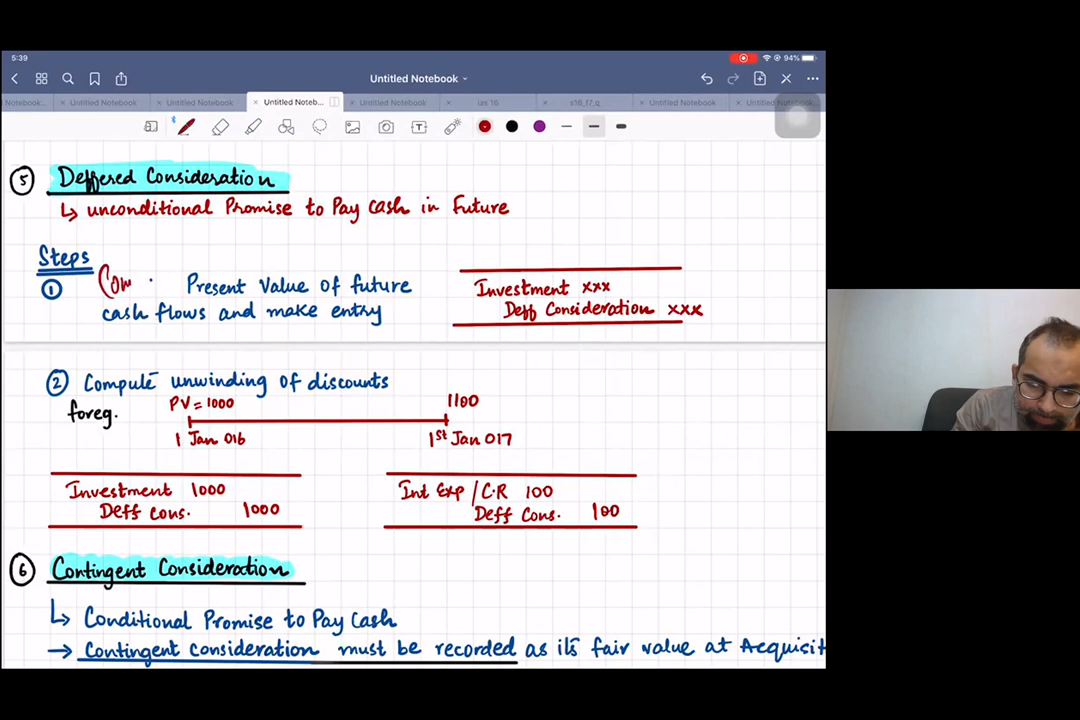 5:39
94%
Untitled Notebook
Notebook...
Untitled Notebook
Untitled Notebook
Untitled Noteb...
Untitled Notebook
ias 16
s16_f7_q
Untitled Notebook
Untitled Notebook
5 Deffered Consideration
↳ unconditional Promise to Pay cash in Future
Steps
1 Com Present Value of future
cash flows and make entry
Investment xxx
Deff Consideration xxx
2 Compute unwinding of discounts
foreg.
PV = 1000
1100
1 Jan 016
1st Jan 017
Investment 1000
Deff Cons. 1000
Int Exp / C.R 100
Deff Cons. 100
6 Contingent Consideration
↳ Conditional Promise to Pay Cash
→ Contingent consideration must be recorded as its fair value at Acquisit